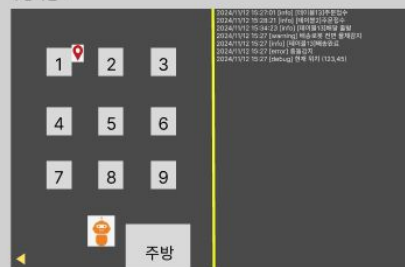 1 2 3
4 5 6
7 8 9
주방
2024/11/12 15:27:01 [info] [테이블1]주문접수
2024/11/12 15:28:21 [info] [테이블2]주문접수
2024/11/12 15:34:23 [info] [테이블1]배달 출발
2024/11/12 15:27 [warning] 배송로봇 전면 물체감지
2024/11/12 15:27 [info] [테이블1]배송완료
2024/11/12 15:27 [error] 충돌감지
2024/11/12 15:27 [debug] 현재 위치 (123,45)